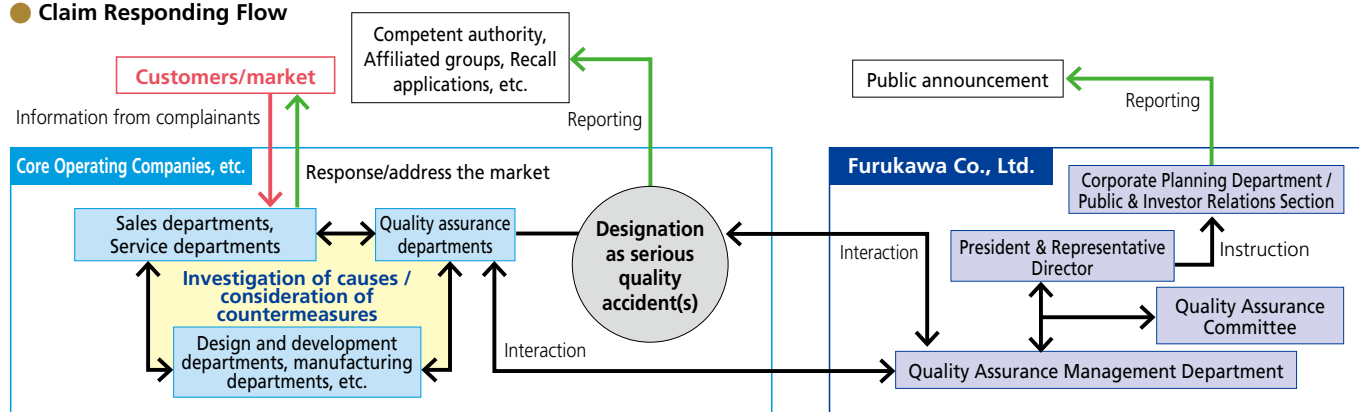 Claim Responding Flow
Competent authority,
Affiliated groups, Recall
applications, etc.
Customers/market
Public announcement
Information from complainants
Reporting
Reporting
Core Operating Companies, etc.
Response/address the market
Furukawa Co., Ltd.
Corporate Planning Department /
Public & Investor Relations Section
Sales departments,
Service departments
Quality assurance
departments
Designation
as serious
quality
accident(s)
Interaction
President & Representative
Director
Instruction
Investigation of causes /
consideration of
countermeasures
Quality Assurance
Committee
Design and development
departments, manufacturing
departments, etc.
Interaction
Quality Assurance Management Department